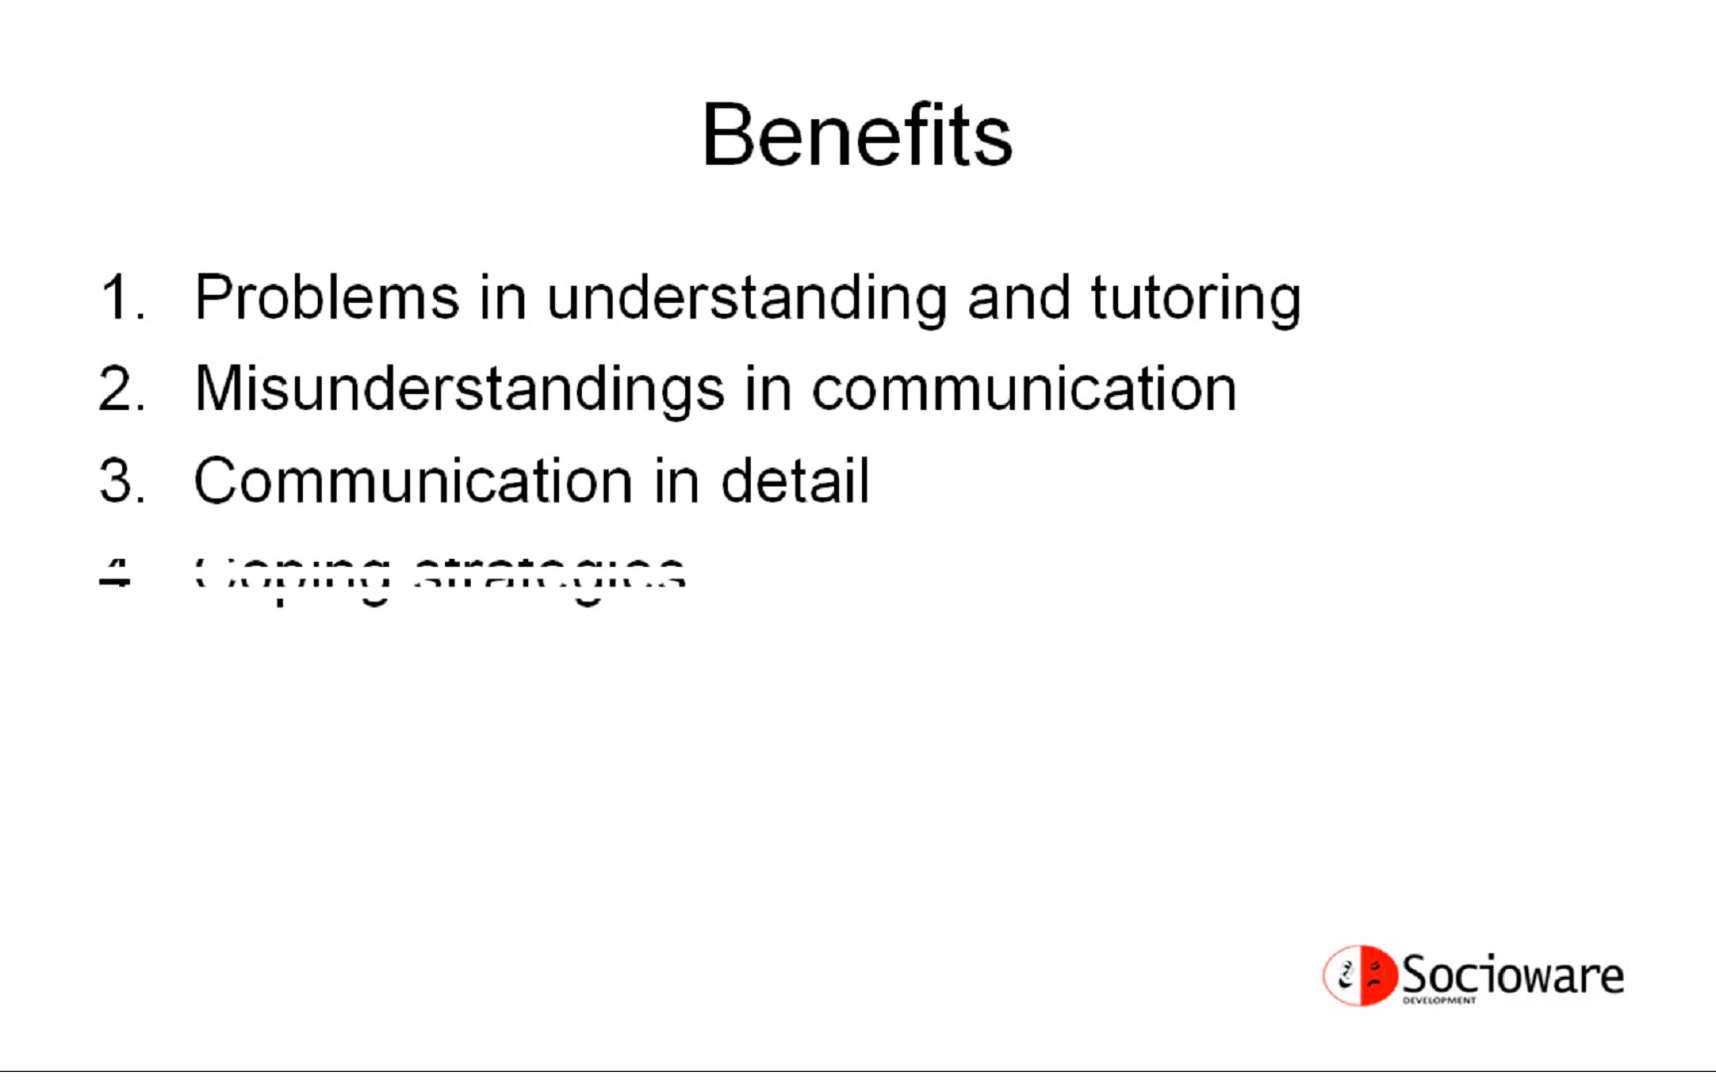 Benefits
1. Problems in understanding and tutoring
2. Misunderstandings in communication
3. Communication in detail
4. Coping strategies
Socioware
DEVELOPMENT